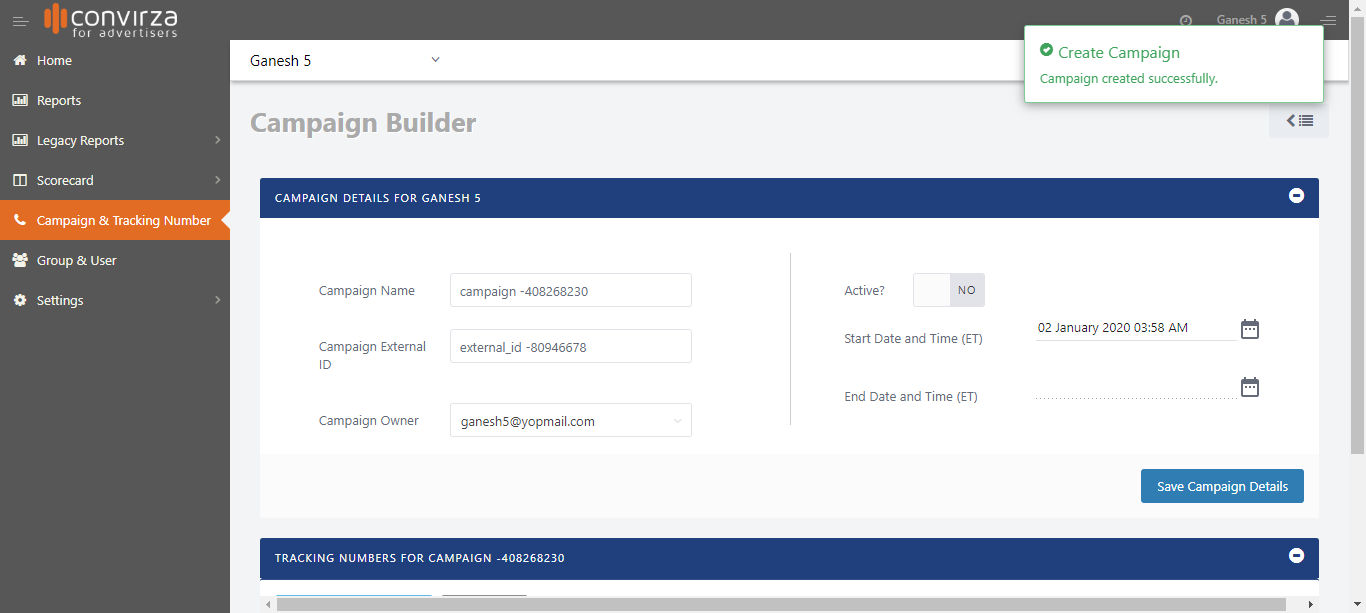 convirza
for advertisers
Ganesh 5
Home
Reports
Legacy Reports
Scorecard
Campaign & Tracking Number
Group & User
Settings
Ganesh 5
Create Campaign
Campaign created successfully.
Campaign Builder
CAMPAIGN DETAILS FOR GANESH 5
Campaign Name
campaign -408268230
Campaign External
ID
external_id -80946678
Campaign Owner
ganesh5@yopmail.com
Active?
NO
Start Date and Time (ET)
02 January 2020 03:58 AM
End Date and Time (ET)
Save Campaign Details
TRACKING NUMBERS FOR CAMPAIGN -408268230